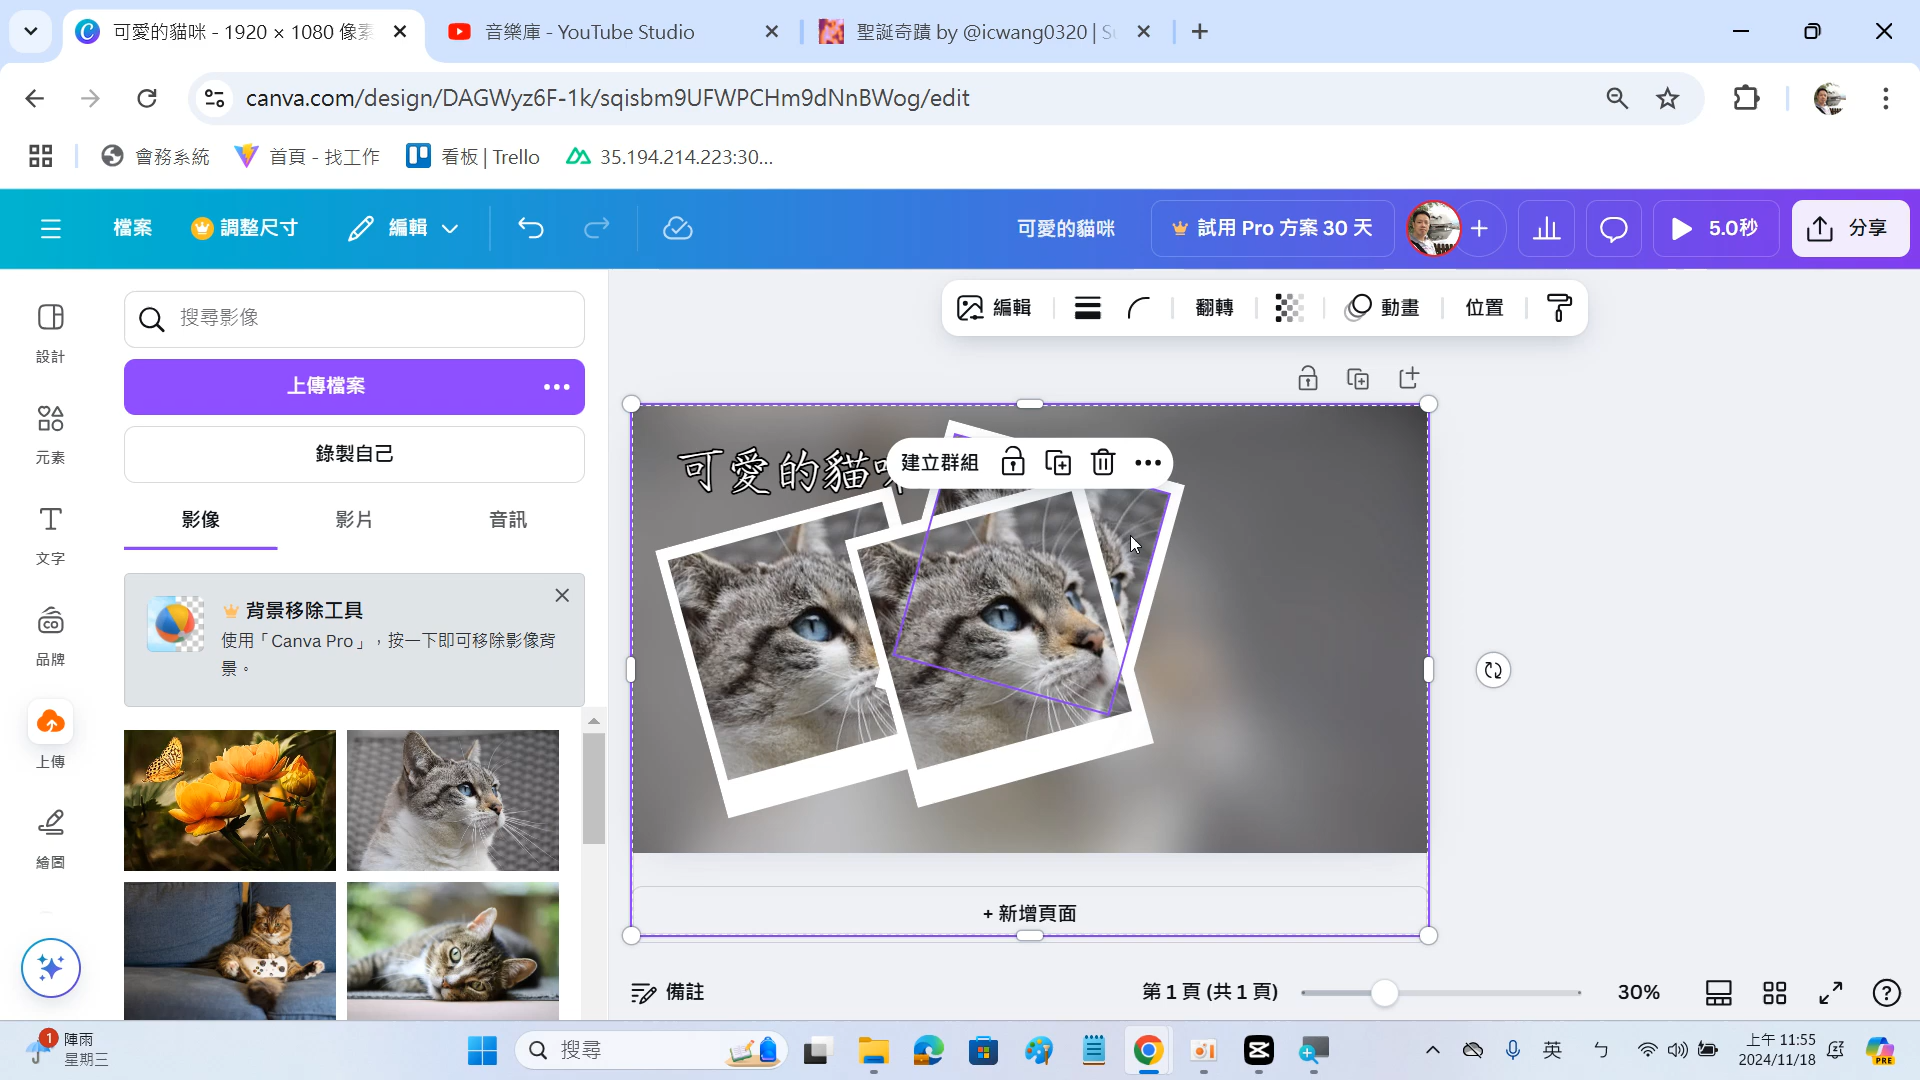 可愛的貓咪 - 1920 × 1080 像素
音樂庫 - YouTube Studio
聖誕奇蹟 by @icwang0320 | Su
canva.com/design/DAGWyz6F-1k/sqisbm9UFWPCHm9dNnBWog/edit
會務系統
首頁 - 找工作
看板 | Trello
35.194.214.223:30...
檔案
調整尺寸
編輯
可愛的貓咪
試用 Pro 方案 30 天
5.0秒
分享
編輯
翻轉
動畫
位置
設計
元素
文字
品牌
上傳
繪圖
搜尋影像
上傳檔案
錄製自己
影像
影片
音訊
背景移除工具
使用「Canva Pro」,按一下即可移除影像背
景。
可愛的貓咪
建立群組
+ 新增頁面
備註
第 1 頁 (共 1 頁)
30%
1
陣雨
星期三
搜尋
英
ㄅ
上午 11:55
2024/11/18
PRE